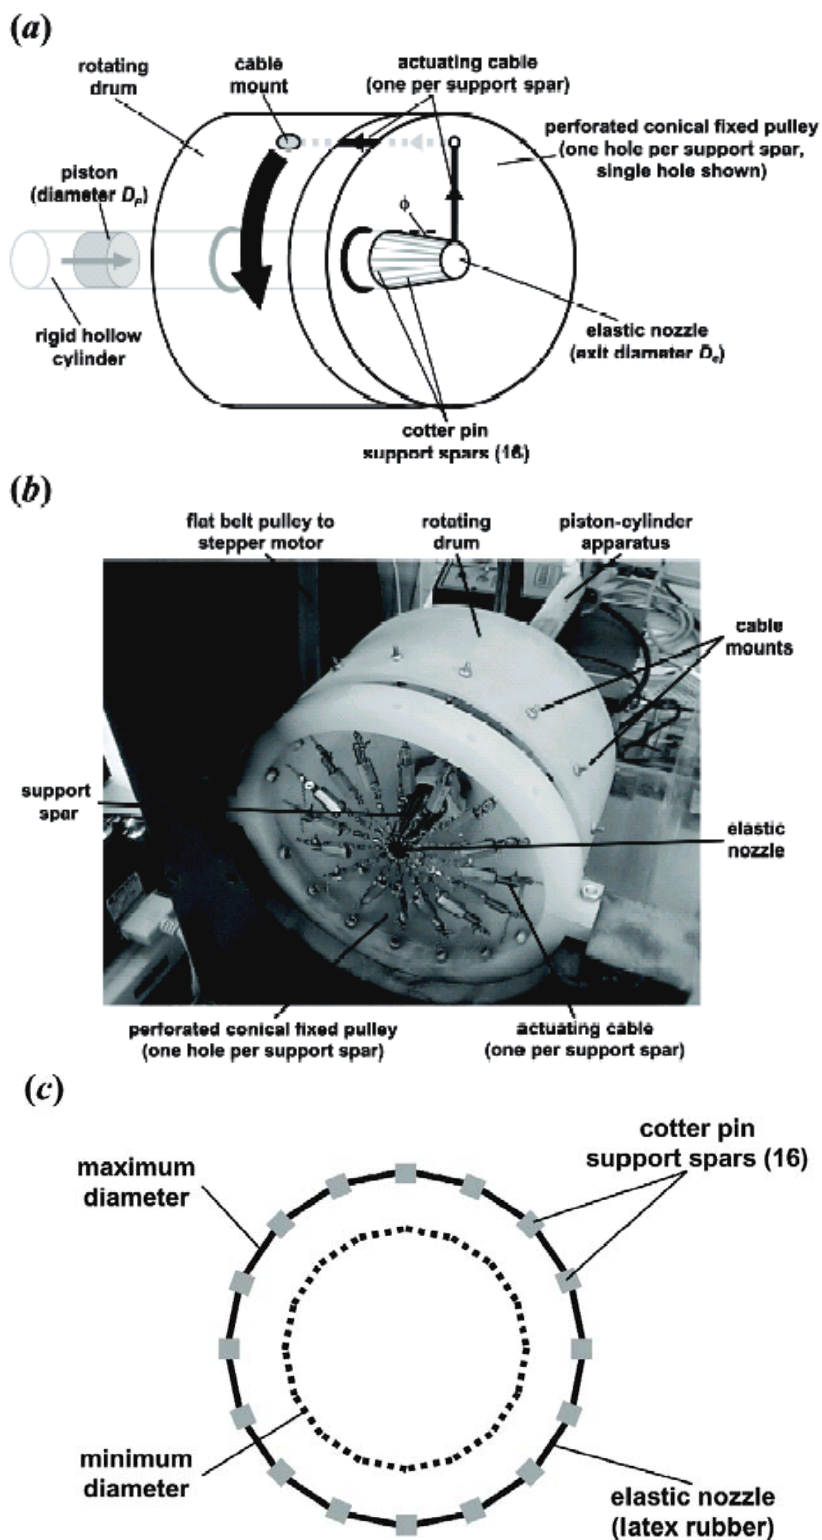 (a)
rotating
drum
cable
mount
actuating cable
(one per support spar)
perforated conical fixed pulley
(one hole per support spar,
single hole shown)
piston
(diameter Dp)
ϕ
rigid hollow
cylinder
elastic nozzle
(exit diameter De)
cotter pin
support spars (16)
(b)
flat belt pulley to
stepper motor
rotating
drum
piston-cylinder
apparatus
cable
mounts
support
spar
elastic
nozzle
perforated conical fixed pulley
(one hole per support spar)
actuating cable
(one per support spar)
(c)
cotter pin
support spars (16)
maximum
diameter
minimum
diameter
elastic nozzle
(latex rubber)